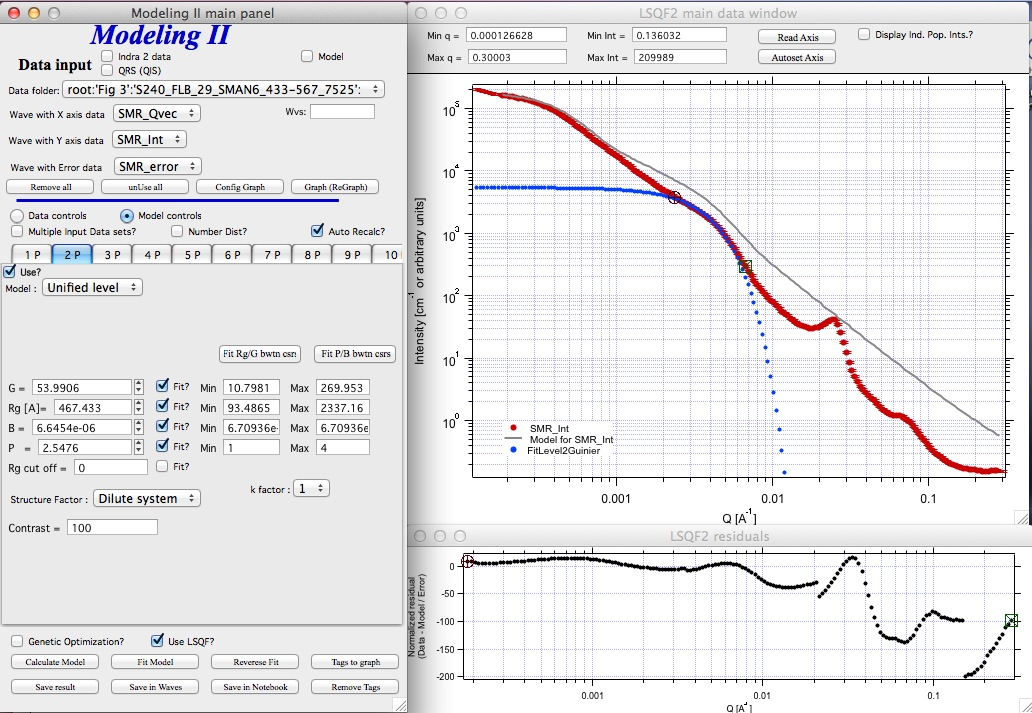 Modeling II main panel
Modeling II
Data input
Indra 2 data
Model
QRS (QIS)
Data folder: root:'Fig 3':'S240_FLB_29_SMAN6_433-567_7525':
Wave with X axis data SMR_Qvec
Wvs:
Wave with Y axis data SMR_Int
Wave with Error data SMR_error
Remove all unUse all Config Graph Graph (ReGraph)
Data controls Model controls
Multiple Input Data sets? Number Dist? Auto Recalc?
1 P 2 P 3 P 4 P 5 P 6 P 7 P 8 P 9 P 10
Use?
Model : Unified level
Fit Rg/G bwtn csrs Fit P/B bwtn csrs
G = 53.9906 Fit? Min 10.7981 Max 269.953
Rg [A]= 467.433 Fit? Min 93.4865 Max 2337.16
B = 6.6454e-06 Fit? Min 6.70936e- Max 6.70936e
P = 2.5476 Fit? Min 1 Max 4
Rg cut off = 0 Fit?
Structure Factor : Dilute system k factor : 1
Contrast = 100
Genetic Optimization? Use LSQF?
Calculate Model Fit Model Reverese Fit Tags to graph
Save result Save in Waves Save in Notebook Remove Tags
LSQF2 main data window
Min q = 0.000126628 Min Int = 0.136032 Read Axis Display Ind. Pop. Ints.?
Max q = 0.30003 Max Int = 209989 Autoset Axis
Intensity [cm-1 or arbitrary units]
10^5
10^4
10^3
10^2
10^1
10^0
SMR_Int
Model for SMR_Int
FitLevel2Guinier
0.001 0.01 0.1
Q [A-1]
LSQF2 residuals
Normalized residual
(Data - Model / Error)
0
-50
-100
-150
-200
0.001 0.01 0.1
Q [A-1]